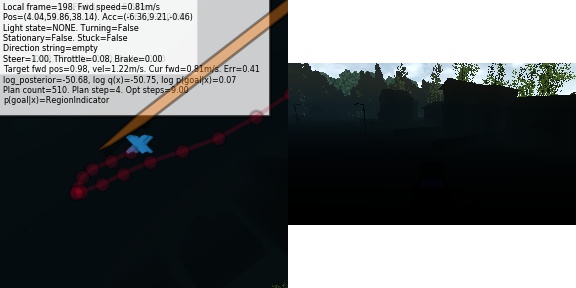 Local frame=198. Fwd speed=0.81m/s
Pos=(4.04,59.86,38.14). Acc=(-6.36,9.21,-0.46)
Light state=NONE. Turning=False
Stationary=False. Stuck=False
Direction string=empty
Steer=1.00, Throttle=0.08, Brake=0.00
Target fwd pos=0.98, vel=1.22m/s. Cur fwd=0.81m/s. Err=0.41
log_posterior=-50.68, log q(x)=-50.75, log p(goal|x)=0.07
Plan count=510. Plan step=4. Opt steps=9.00
p(goal|x)=RegionIndicator